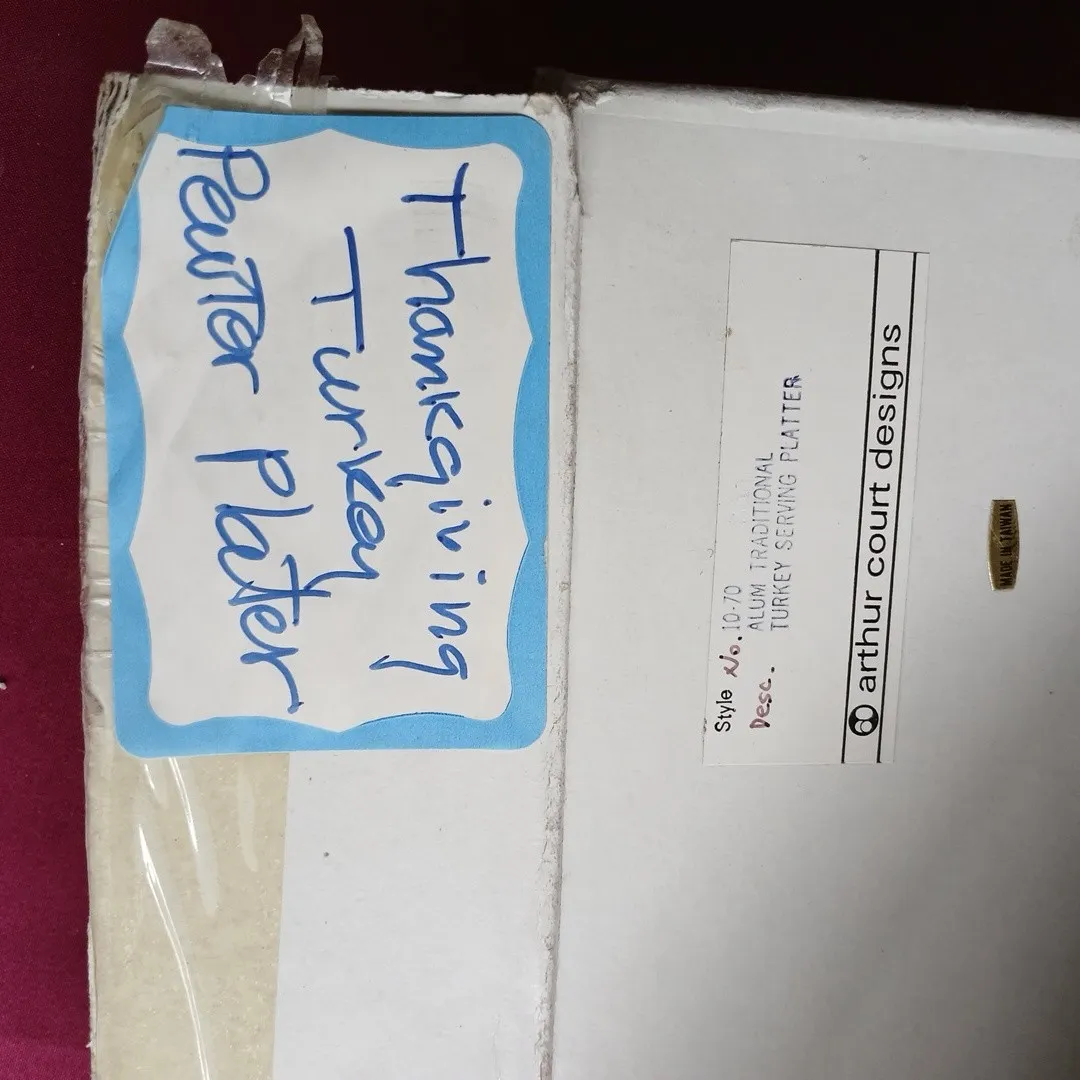 Thanksgiving
Turkey
PewTer Plater
Style No. 10-70
Desc. ALUM TRADITIONAL
TURKEY SERVING PLATTER
arthur court designs
MADE IN TAIWAN